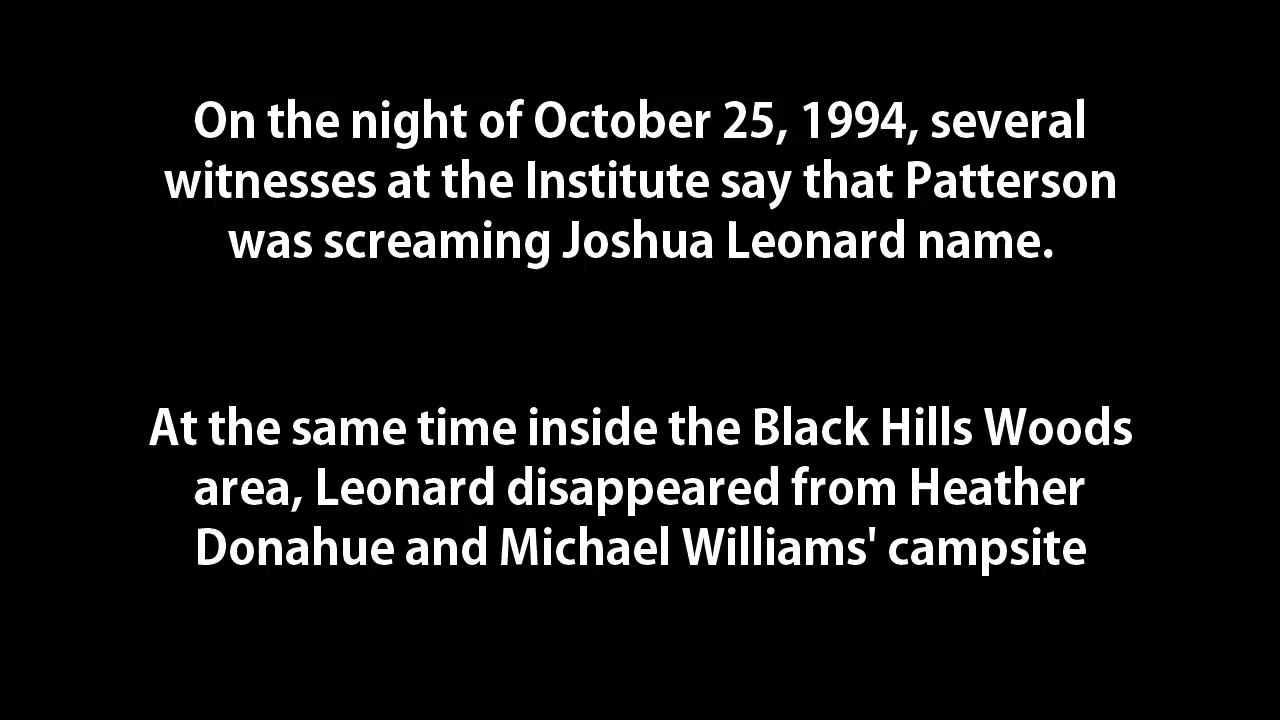 On the night of October 25, 1994, several
witnesses at the Institute say that Patterson
was screaming Joshua Leonard name.
At the same time inside the Black Hills Woods
area, Leonard disappeared from Heather
Donahue and Michael Williams' campsite